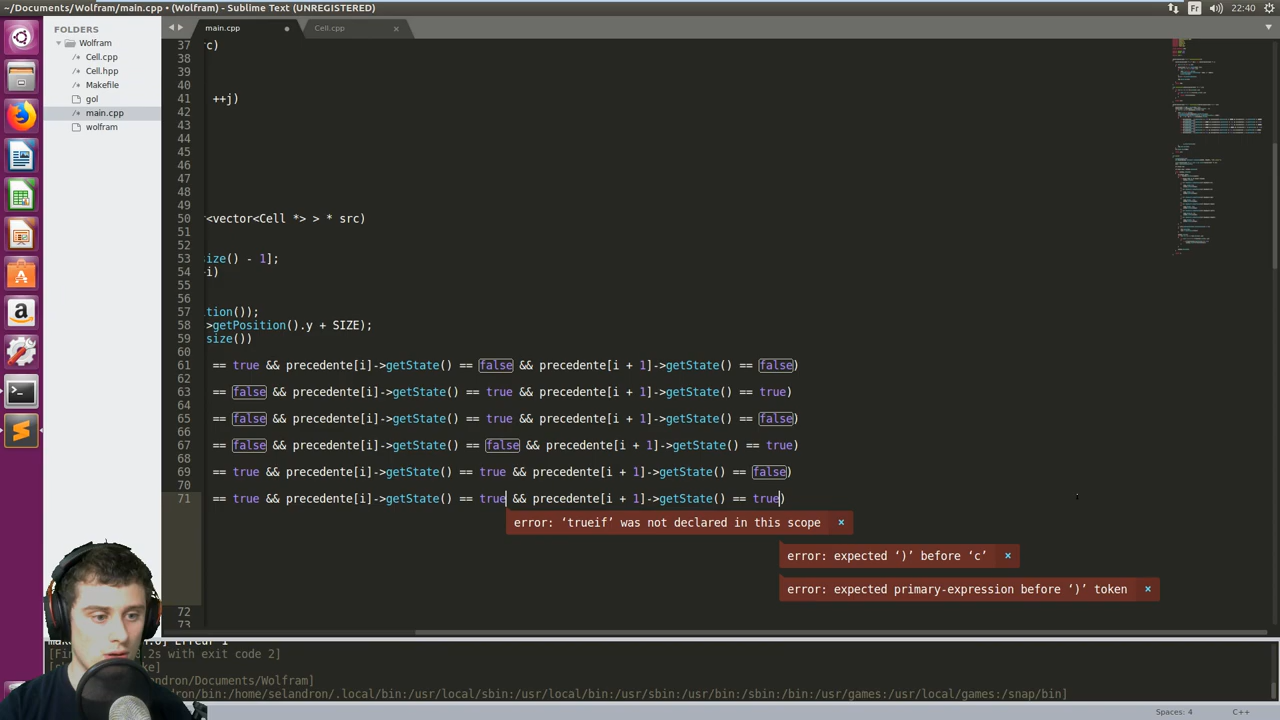 ~/Documents/Wolfram/main.cpp • (Wolfram) - Sublime Text (UNREGISTERED)
Fr 22:40
FOLDERS
Wolfram
Cell.cpp
Cell.hpp
Makefile
gol
main.cpp
wolfram
main.cpp
Cell.cpp ×
37 rc)
38
39
40
41 ++j)
42
43
44
45
46
47
48
49
50 r<vector<Cell *> > * src)
51
52
53 size() - 1];
54 +i)
55
56
57 ition());
58 >getPosition().y + SIZE);
59 size())
60
61 == true && precedente[i]->getState() == false && precedente[i + 1]->getState() == false)
62
63 == false && precedente[i]->getState() == true && precedente[i + 1]->getState() == true)
64
65 == false && precedente[i]->getState() == true && precedente[i + 1]->getState() == false)
66
67 == false && precedente[i]->getState() == false && precedente[i + 1]->getState() == true)
68
69 == true && precedente[i]->getState() == true && precedente[i + 1]->getState() == false)
70
71 == true && precedente[i]->getState() == true && precedente[i + 1]->getState() == true)
error: ‘trueif’ was not declared in this scope ×
error: expected ‘)’ before ‘c’ ×
error: expected primary-expression before ‘)’ token ×
72
73
[Fin .2s with exit code 2]
andron/Documents/Wolfram]
dron/bin:/home/selandron/.local/bin:/usr/local/sbin:/usr/local/bin:/usr/sbin:/usr/bin:/sbin:/bin:/usr/games:/usr/local/games:/snap/bin]
Spaces: 4 C++